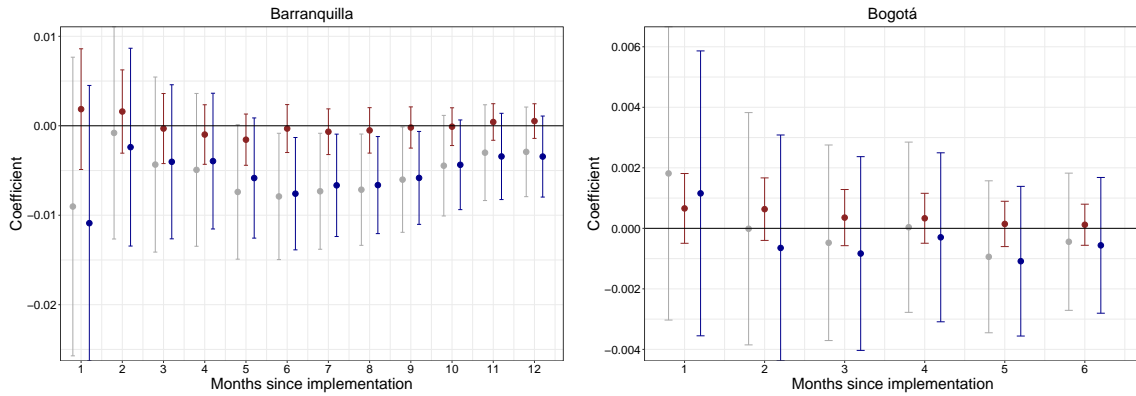 Barranquilla
Coefficient
0.01
0.00
−0.01
−0.02
1 2 3 4 5 6 7 8 9 10 11 12
Months since implementation
Bogotá
Coefficient
0.006
0.004
0.002
0.000
−0.002
−0.004
1 2 3 4 5 6
Months since implementation